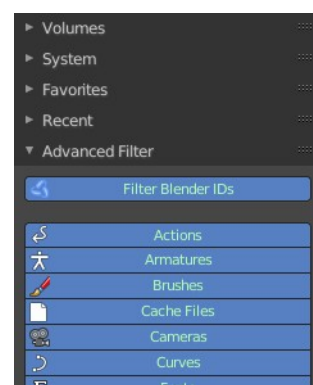 Volumes
System
Favorites
Recent
Advanced Filter
Filter Blender IDs
Actions
Armatures
Brushes
Cache Files
Cameras
Curves